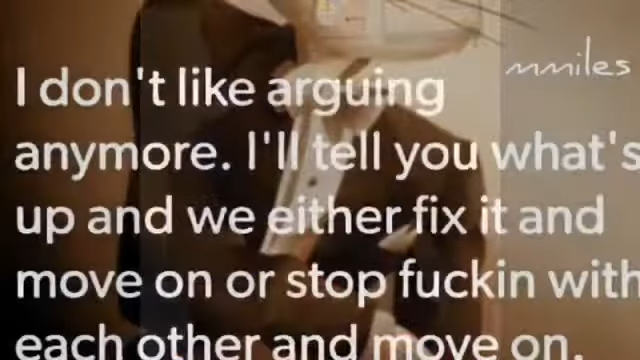 mmiles
I don't like arguing
anymore. I'll tell you what's
up and we either fix it and
move on or stop fuckin with
each other and move on.